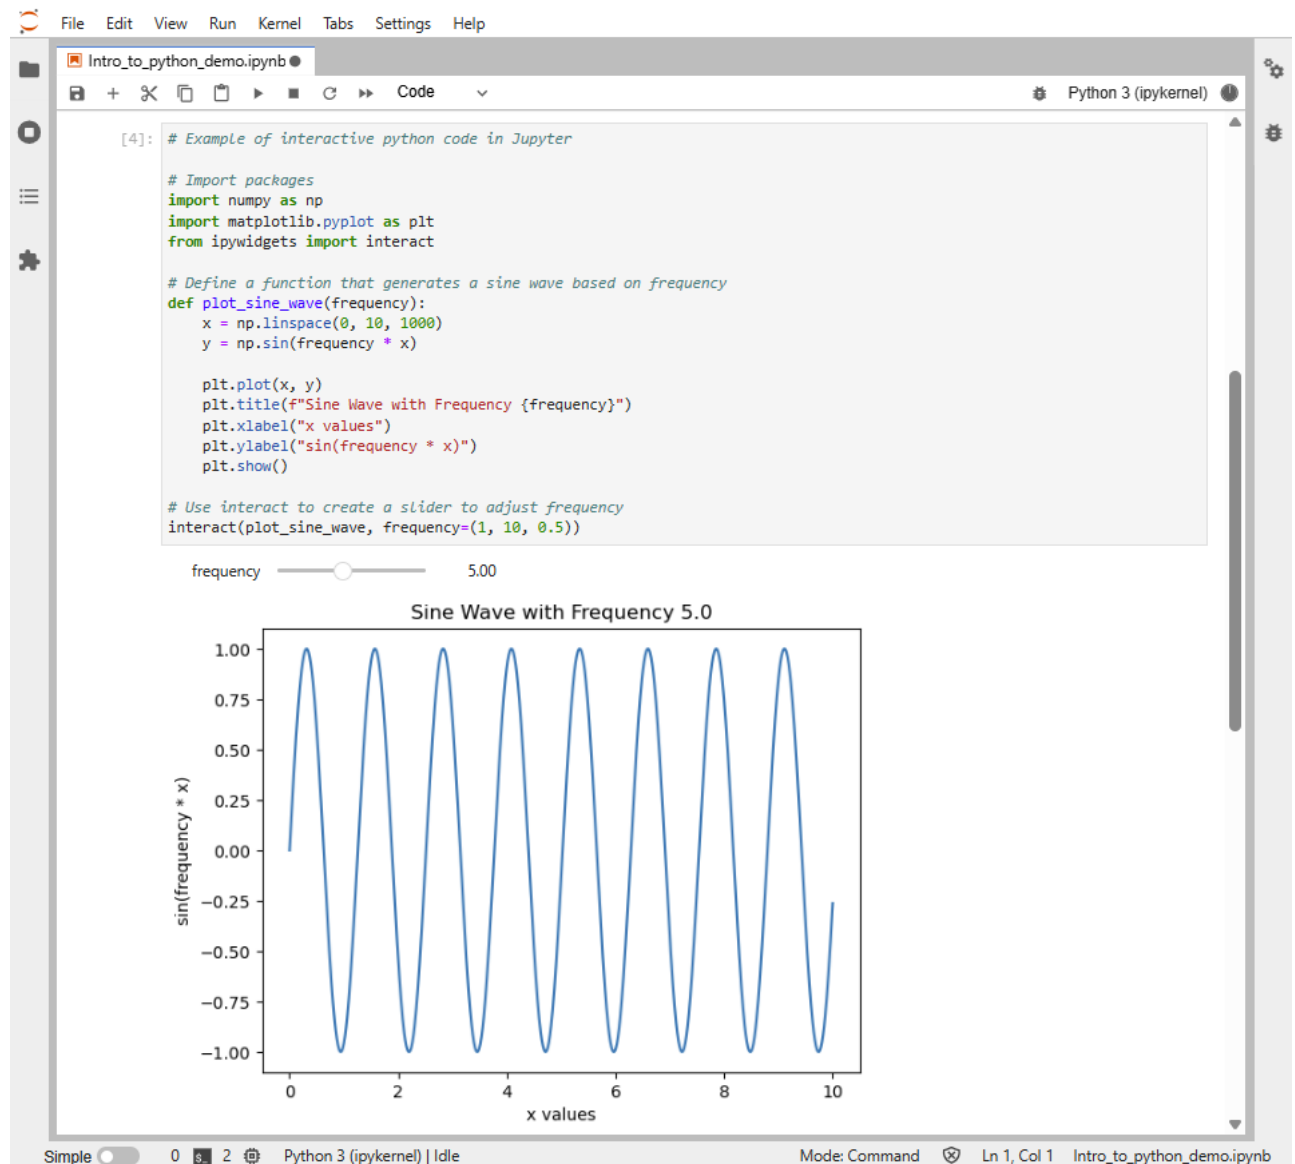 File Edit View Run Kernel Tabs Settings Help
Intro_to_python_demo.ipynb
Code
Python 3 (ipykernel)
[4]: # Example of interactive python code in Jupyter
# Import packages
import numpy as np
import matplotlib.pyplot as plt
from ipywidgets import interact
# Define a function that generates a sine wave based on frequency
def plot_sine_wave(frequency):
    x = np.linspace(0, 10, 1000)
    y = np.sin(frequency * x)
    plt.plot(x, y)
    plt.title(f"Sine Wave with Frequency {frequency}")
    plt.xlabel("x values")
    plt.ylabel("sin(frequency * x)")
    plt.show()
# Use interact to create a slider to adjust frequency
interact(plot_sine_wave, frequency=(1, 10, 0.5))
frequency 5.00
Sine Wave with Frequency 5.0
1.00
0.75
0.50
0.25
0.00
−0.25
−0.50
−0.75
−1.00
sin(frequency * x)
0 2 4 6 8 10
x values
Simple 0 $_ 2 Python 3 (ipykernel) | Idle Mode: Command Ln 1, Col 1 Intro_to_python_demo.ipynb